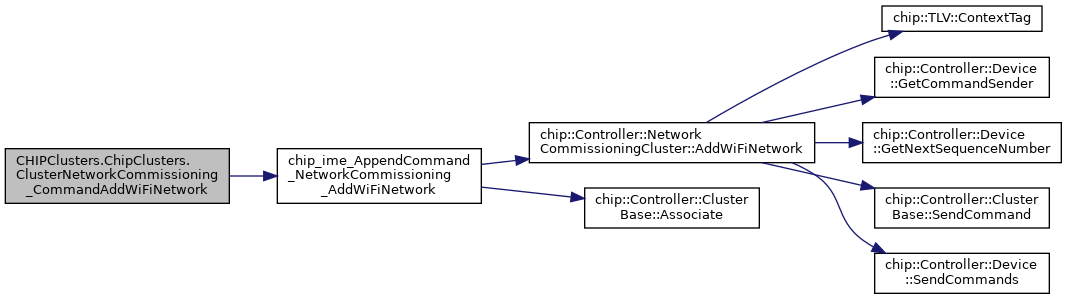 CHIPClusters.ChipClusters.
ClusterNetworkCommissioning
_CommandAddWiFiNetwork
chip_ime_AppendCommand
_NetworkCommissioning
_AddWiFiNetwork
chip::Controller::Network
CommissioningCluster::AddWiFiNetwork
chip::Controller::Cluster
Base::Associate
chip::TLV::ContextTag
chip::Controller::Device
::GetCommandSender
chip::Controller::Device
::GetNextSequenceNumber
chip::Controller::Cluster
Base::SendCommand
chip::Controller::Device
::SendCommands